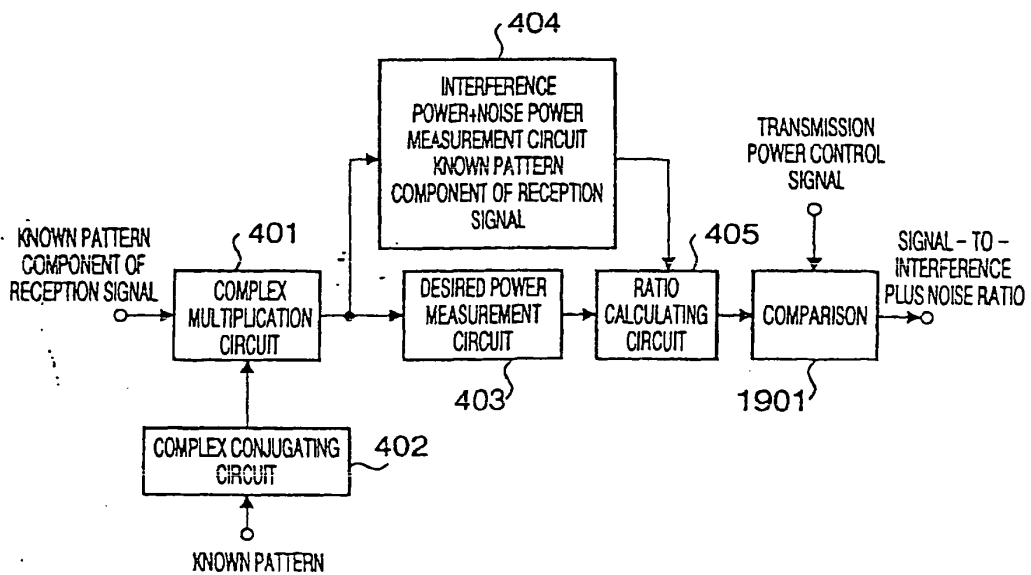 404
INTERFERENCE
POWER+NOISE POWER
MEASUREMENT CIRCUIT
KNOWN PATTERN
COMPONENT OF RECEPTION
SIGNAL
TRANSMISSION
POWER CONTROL
SIGNAL
KNOWN PATTERN
COMPONENT OF
RECEPTION SIGNAL
401
COMPLEX
MULTIPLICATION
CIRCUIT
DESIRED POWER
MEASUREMENT
CIRCUIT
403
405
RATIO
CALCULATING
CIRCUIT
COMPARISON
1901
SIGNAL - TO -
INTERFERENCE
PLUS NOISE RATIO
COMPLEX CONJUGATING
CIRCUIT
402
KNOWN PATTERN